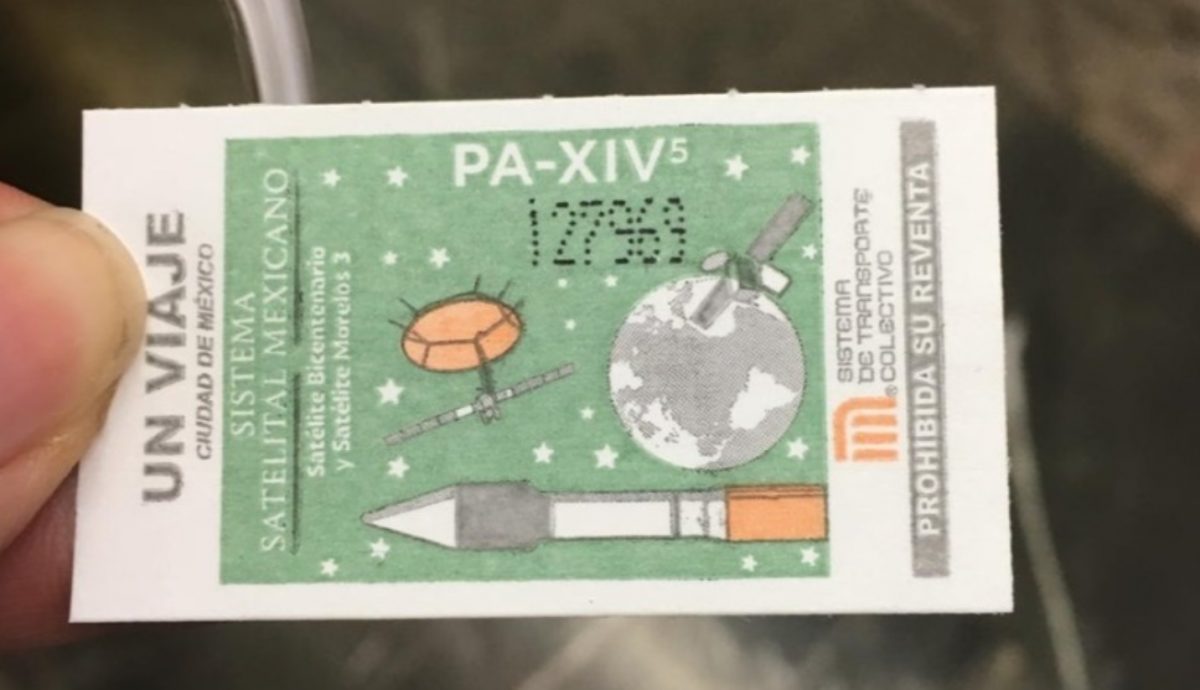 UN VIAJE
CIUDAD DE MÉXICO
SISTEMA
SATELITAL MEXICANO
Satélite Bicentenario
y Satélite Morelos 3
PA-XIV⁵
127969
SISTEMA
DE TRANSPORTE
COLECTIVO
PROHIBIDA SU REVENTA